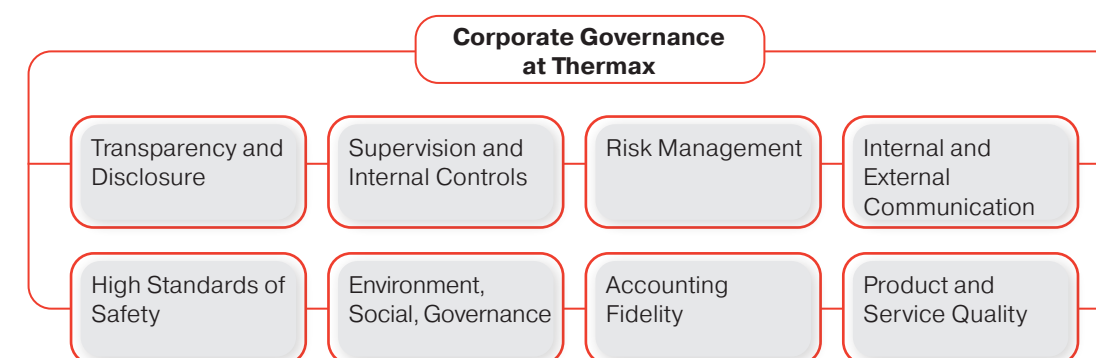 Corporate Governance
at Thermax
Transparency and
Disclosure
Supervision and
Internal Controls
Risk Management
Internal and
External
Communication
High Standards of
Safety
Environment,
Social, Governance
Accounting
Fidelity
Product and
Service Quality